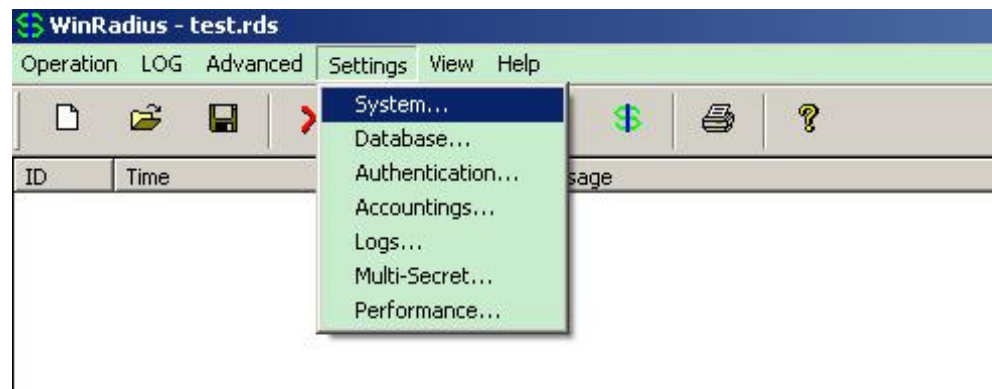 WinRadius - test.rds
Operation LOG Advanced Settings View Help
System...
Database...
ID Time sage
Authentication...
Accountings...
Logs...
Multi-Secret...
Performance...